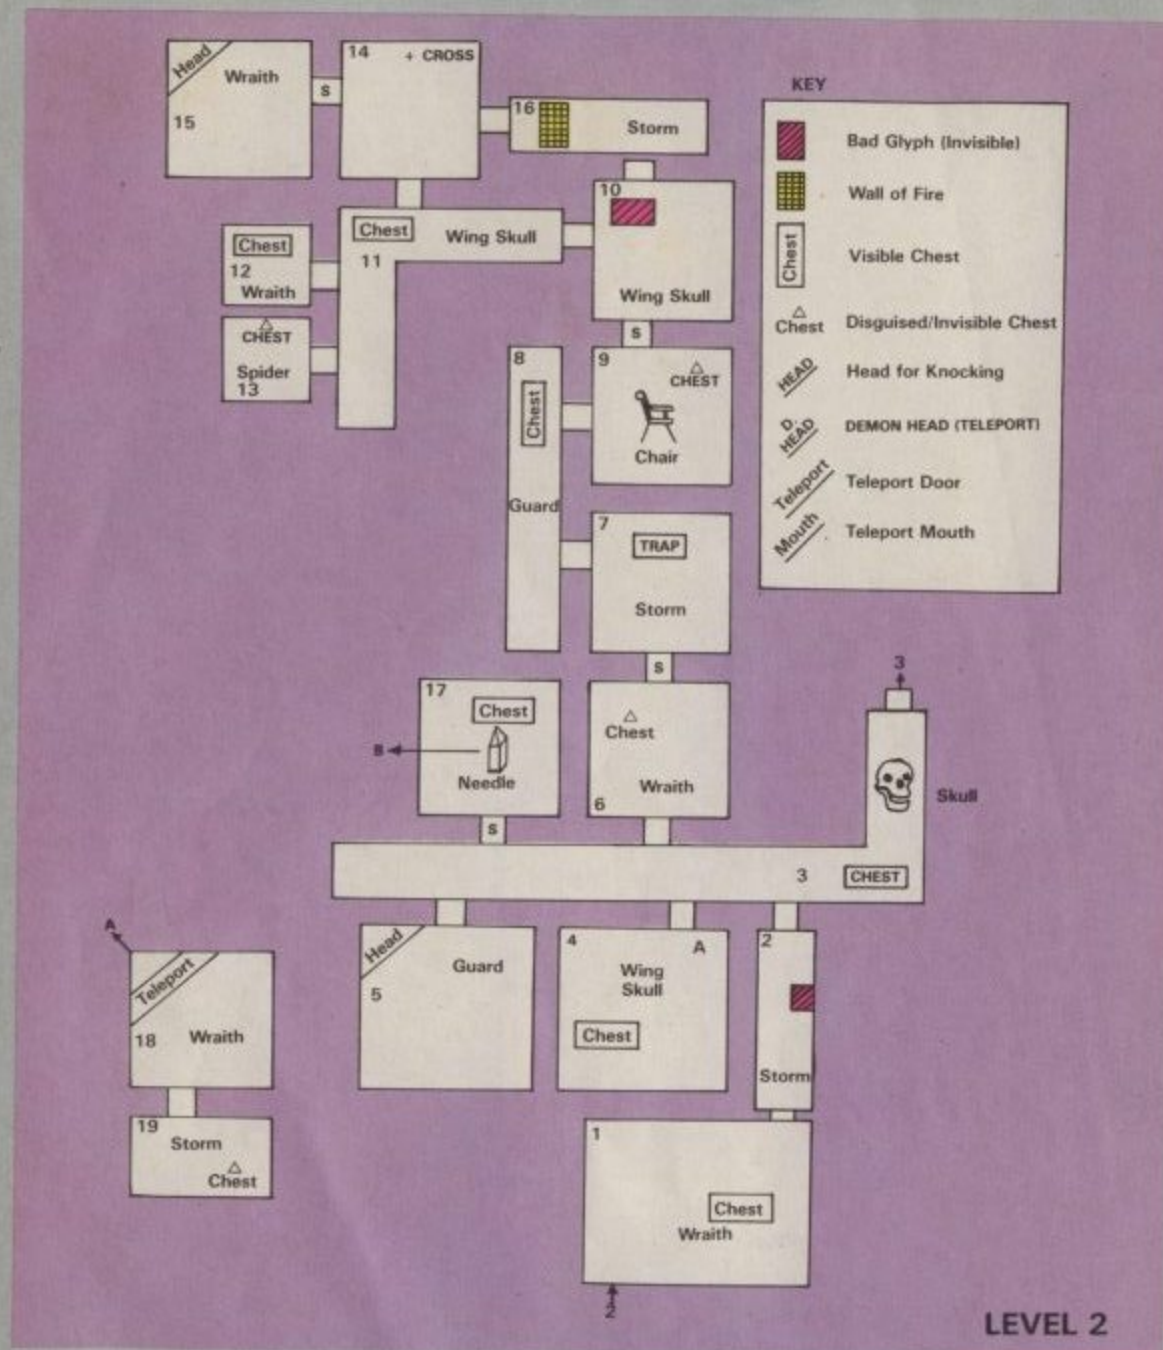 Head
Wraith
15
s
14
+ CROSS
16
Storm
10
Wing Skull
Chest
Wing Skull
11
Chest
12
Wraith
CHEST
Spider
13
s
8
Chest
Guard
9
CHEST
Chair
7
TRAP
Storm
s
17
Chest
B
Needle
s
Chest
Wraith
6
3
Skull
3
CHEST
A
Teleport
18
Wraith
19
Storm
Chest
Head
Guard
5
4
A
Wing
Skull
Chest
2
Storm
1
Chest
Wraith
2
KEY
Bad Glyph (Invisible)
Wall of Fire
Chest
Visible Chest
Chest
Disguised/Invisible Chest
HEAD
Head for Knocking
D.
HEAD
DEMON HEAD (TELEPORT)
Teleport
Teleport Door
Mouth
Teleport Mouth
LEVEL 2